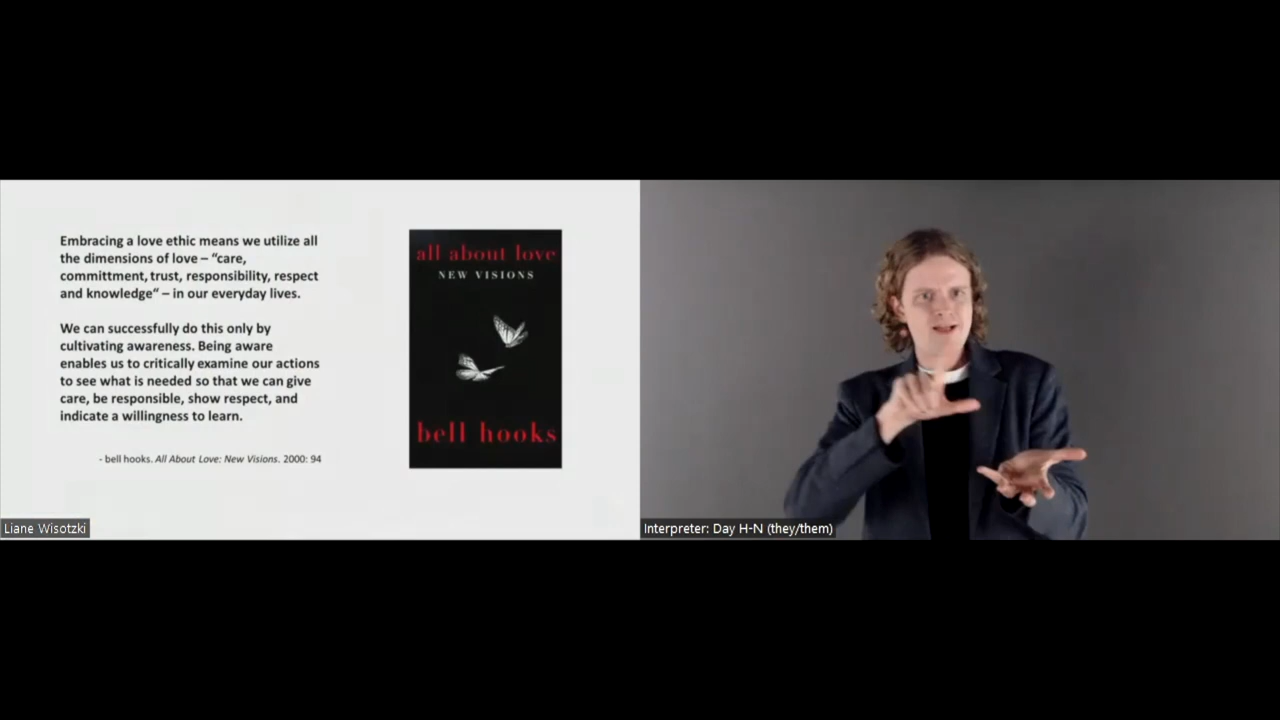 Embracing a love ethic means we utilize all
the dimensions of love – “care,
committment, trust, responsibility, respect
and knowledge“ – in our everyday lives.
We can successfully do this only by
cultivating awareness. Being aware
enables us to critically examine our actions
to see what is needed so that we can give
care, be responsible, show respect, and
indicate a willingness to learn.
- bell hooks. All About Love: New Visions. 2000: 94
all about love
NEW VISIONS
bell hooks
Liane Wisotzki
Interpreter: Day H-N (they/them)